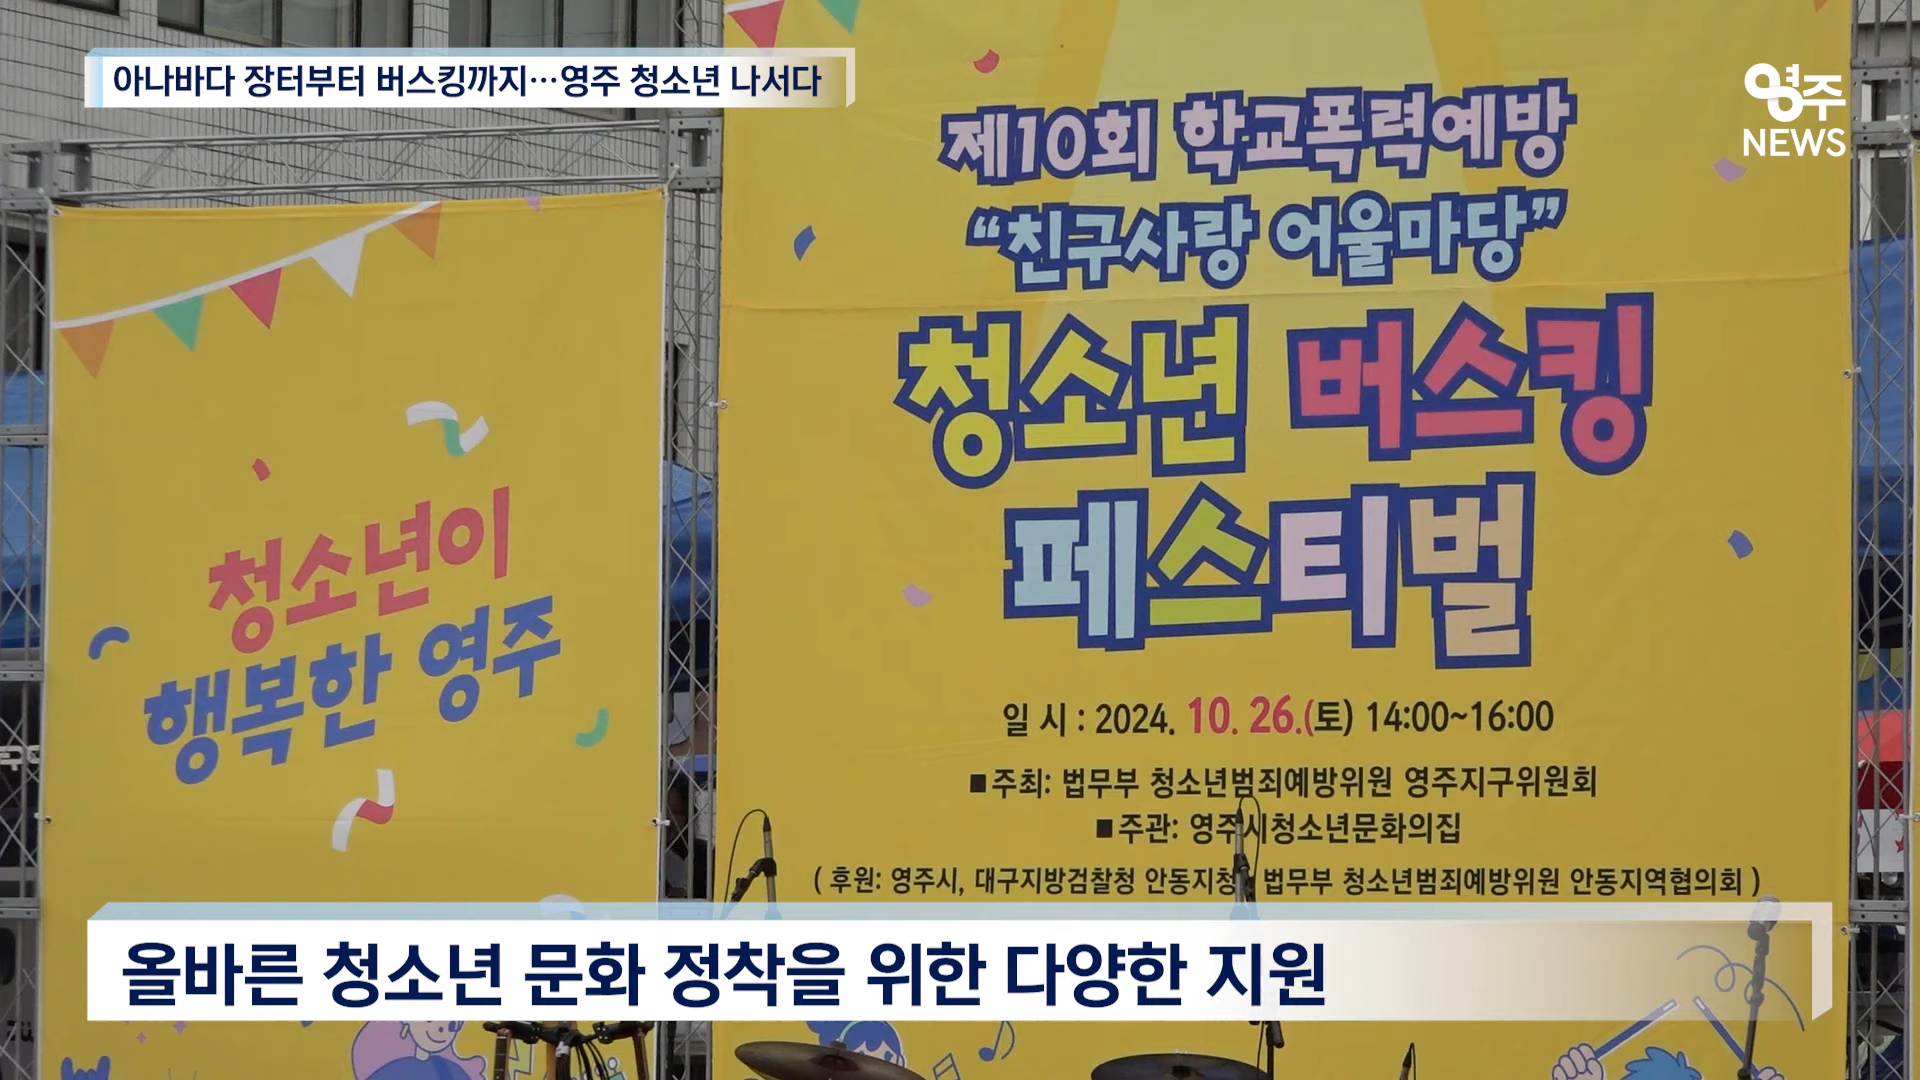 아나바다 장터부터 버스킹까지…영주 청소년 나서다
영주
NEWS
제10회 학교폭력예방
“친구사랑 어울마당”
청소년 버스킹
페스티벌
일 시 : 2024. 10. 26.(토) 14:00~16:00
■주최: 법무부 청소년범죄예방위원 영주지구위원회
■주관: 영주시청소년문화의집
( 후원: 영주시, 대구지방검찰청 안동지청, 법무부 청소년범죄예방위원 안동지역협의회 )
청소년이
행복한 영주
올바른 청소년 문화 정착을 위한 다양한 지원